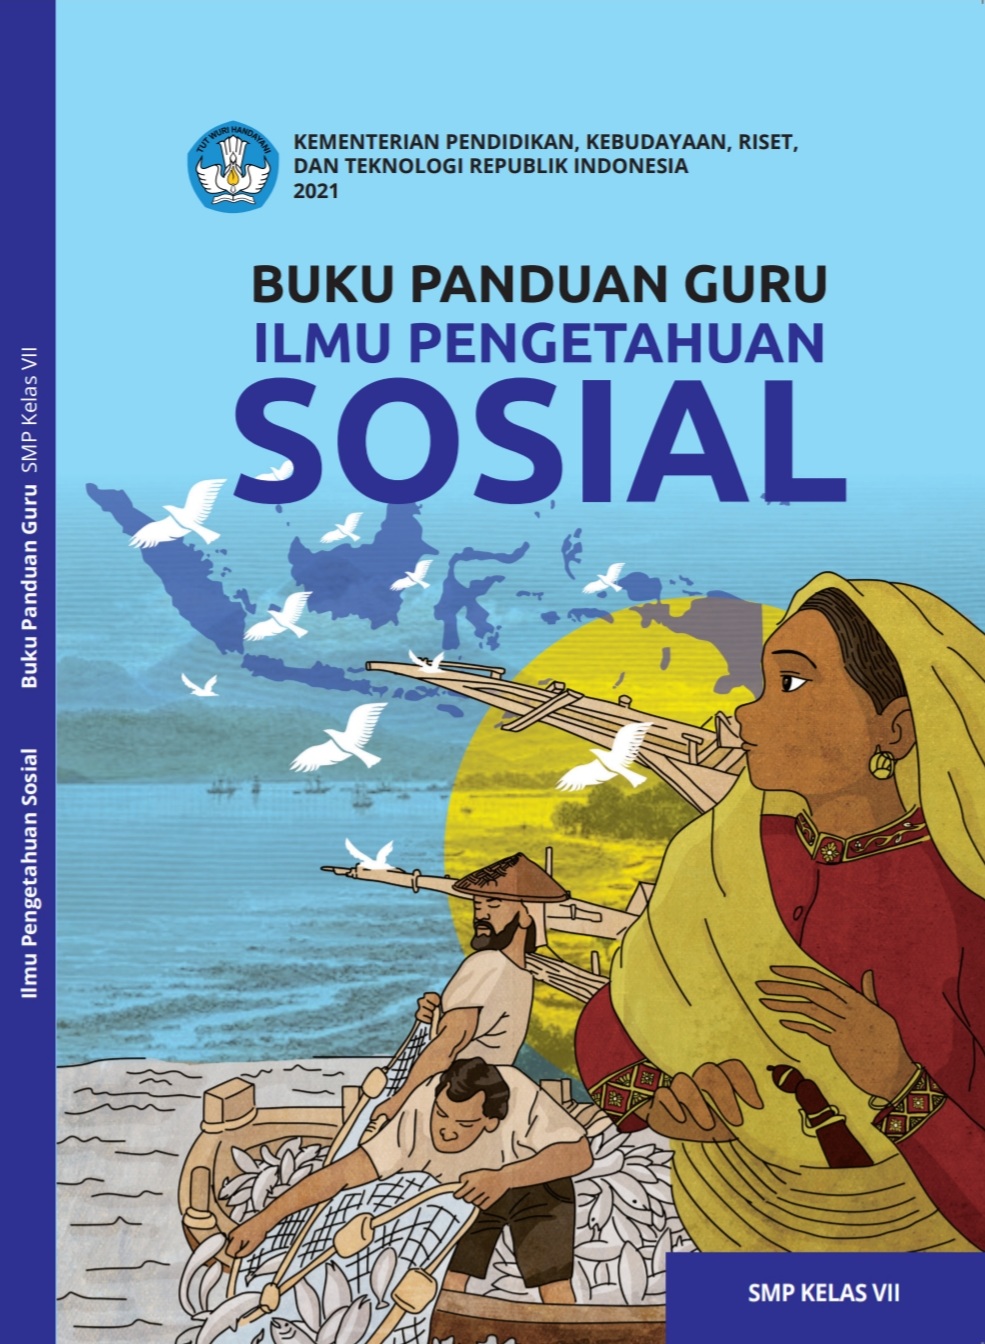 TUT WURI HANDAYANI
KEMENTERIAN PENDIDIKAN, KEBUDAYAAN, RISET,
DAN TEKNOLOGI REPUBLIK INDONESIA
2021
BUKU PANDUAN GURU
ILMU PENGETAHUAN
SOSIAL
Ilmu Pengetahuan Sosial Buku Panduan Guru SMP Kelas VII
SMP KELAS VII